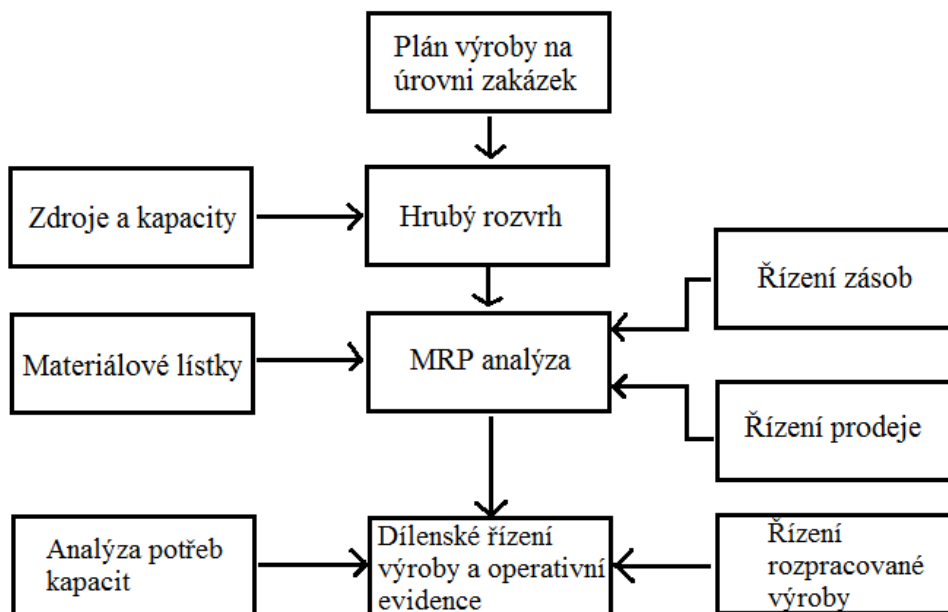 Plán výroby na
úrovni zakázek
Zdroje a kapacity
Hrubý rozvrh
Řízení zásob
Materiálové lístky
MRP analýza
Řízení prodeje
Analýza potřeb
kapacit
Dílenské řízení
výroby a operativní
evidence
Řízení
rozpracované
výroby